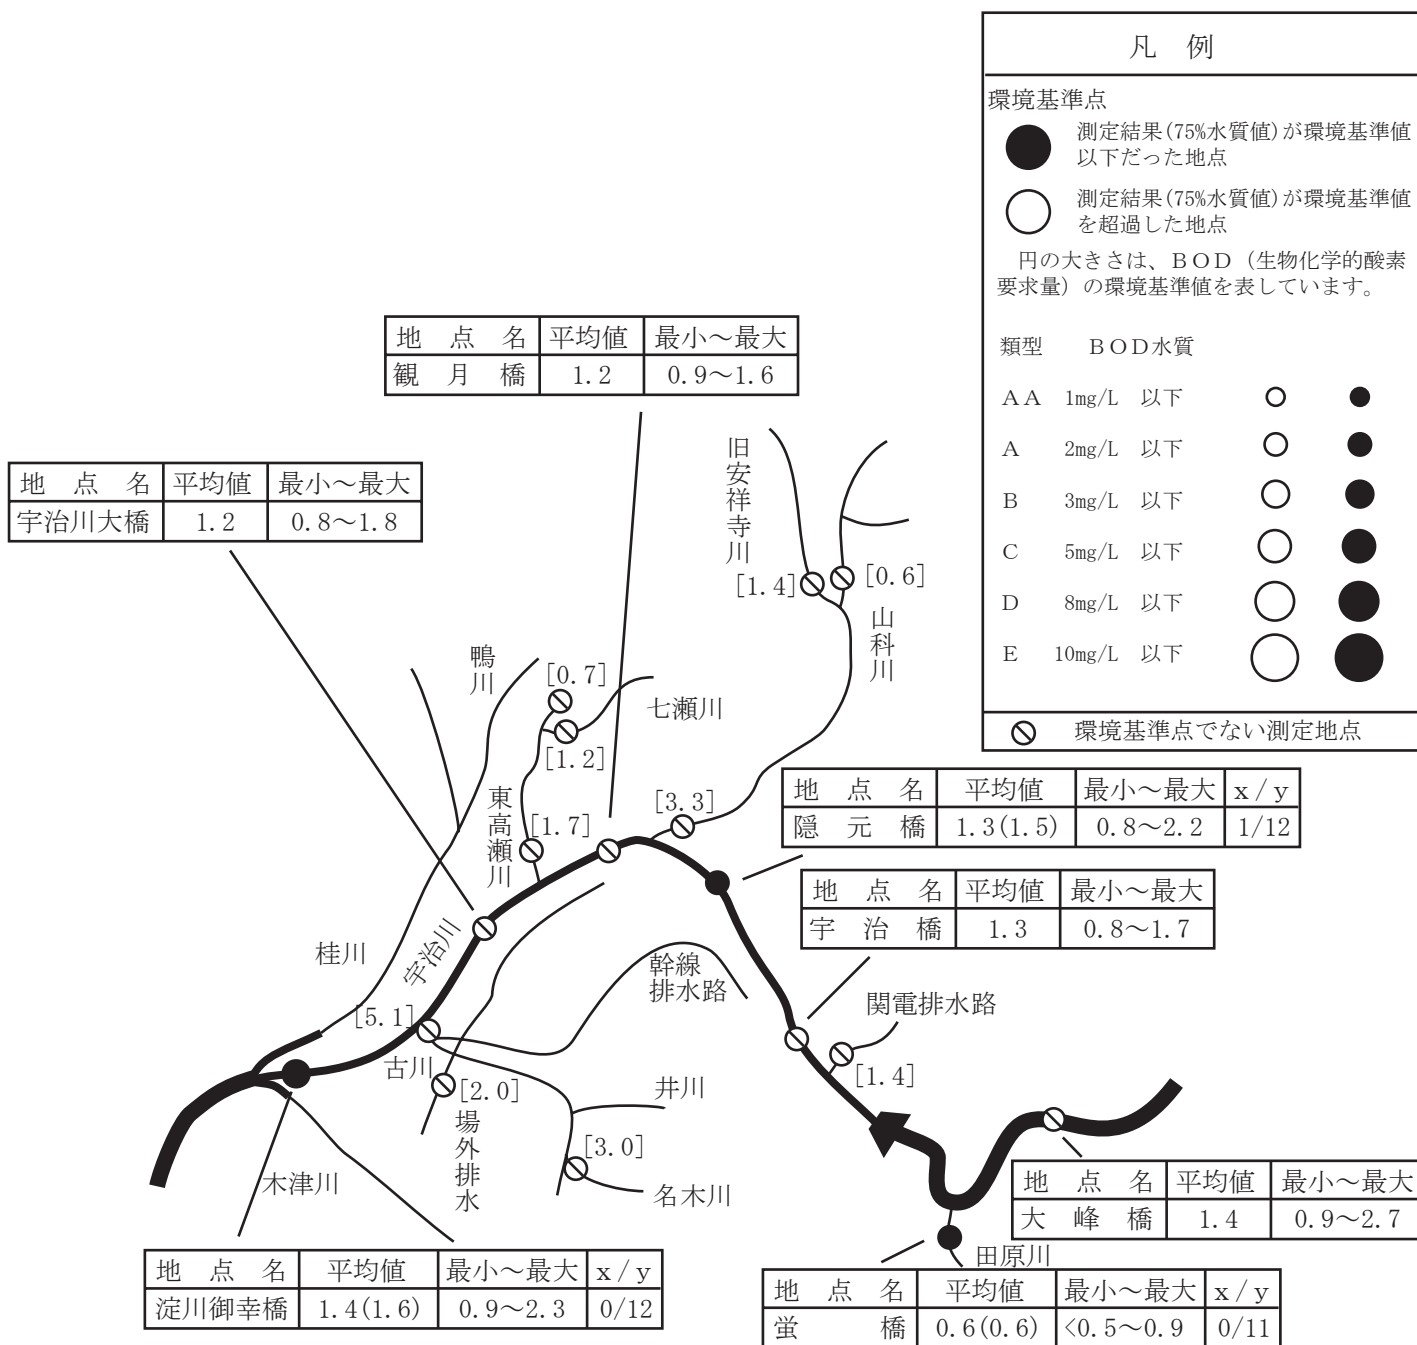 凡 例
環境基準点
測定結果(75%水質値)が環境基準値
以下だった地点
測定結果(75%水質値)が環境基準値
を超過した地点
円の大きさは、BOD(生物化学的酸素
要求量)の環境基準値を表しています。
類型 BOD水質
AA 1mg/L 以下
A 2mg/L 以下
B 3mg/L 以下
C 5mg/L 以下
D 8mg/L 以下
E 10mg/L 以下
環境基準点でない測定地点
地 点 名 平均値 最小～最大
観 月 橋 1.2 0.9～1.6
地 点 名 平均値 最小～最大
宇治川大橋 1.2 0.8～1.8
旧安祥寺川
[1.4]
[0.6]
山科川
鴨川
[0.7]
七瀬川
[1.2]
東高瀬川
[1.7]
[3.3]
地 点 名 平均値 最小～最大 x/y
隠 元 橋 1.3(1.5) 0.8～2.2 1/12
地 点 名 平均値 最小～最大
宇 治 橋 1.3 0.8～1.7
桂川
宇治川
幹線
排水路
関電排水路
[5.1]
古川
[2.0]
[1.4]
井川
場外排水
[3.0]
名木川
木津川
地 点 名 平均値 最小～最大
大 峰 橋 1.4 0.9～2.7
田原川
地 点 名 平均値 最小～最大 x/y
淀川御幸橋 1.4(1.6) 0.9～2.3 0/12
地 点 名 平均値 最小～最大 x/y
蛍 橋 0.6(0.6) <0.5～0.9 0/11